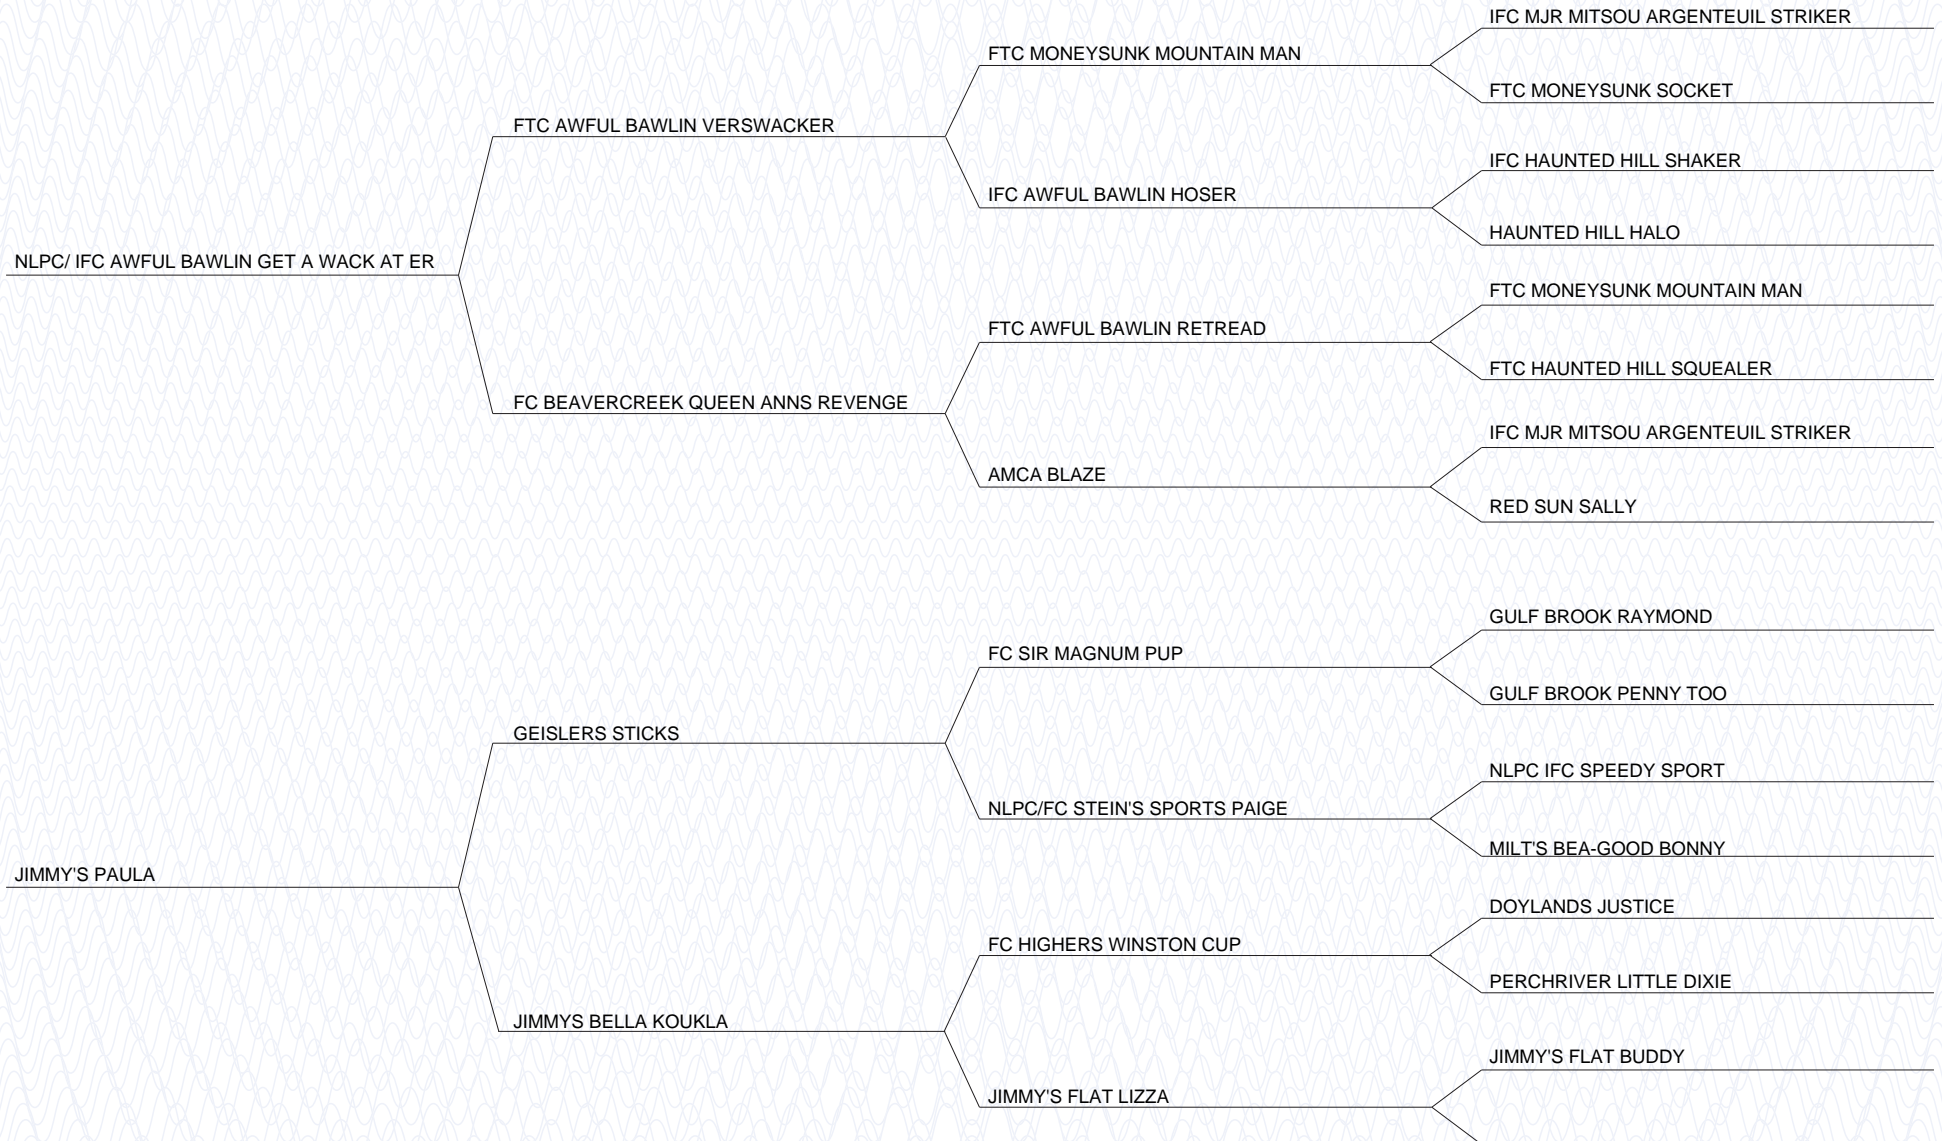 IFC MJR MITSOU ARGENTEUIL STRIKER
FTC MONEYSUNK MOUNTAIN MAN
FTC MONEYSUNK SOCKET
FTC AWFUL BAWLIN VERSWACKER
IFC HAUNTED HILL SHAKER
IFC AWFUL BAWLIN HOSER
HAUNTED HILL HALO
NLPC/ IFC AWFUL BAWLIN GET A WACK AT ER
FTC MONEYSUNK MOUNTAIN MAN
FTC AWFUL BAWLIN RETREAD
FTC HAUNTED HILL SQUEALER
FC BEAVERCREEK QUEEN ANNS REVENGE
IFC MJR MITSOU ARGENTEUIL STRIKER
AMCA BLAZE
RED SUN SALLY
GULF BROOK RAYMOND
FC SIR MAGNUM PUP
GULF BROOK PENNY TOO
GEISLERS STICKS
NLPC IFC SPEEDY SPORT
NLPC/FC STEIN'S SPORTS PAIGE
MILT'S BEA-GOOD BONNY
JIMMY'S PAULA
DOYLANDS JUSTICE
FC HIGHERS WINSTON CUP
PERCHRIVER LITTLE DIXIE
JIMMYS BELLA KOUKLA
JIMMY'S FLAT BUDDY
JIMMY'S FLAT LIZZA